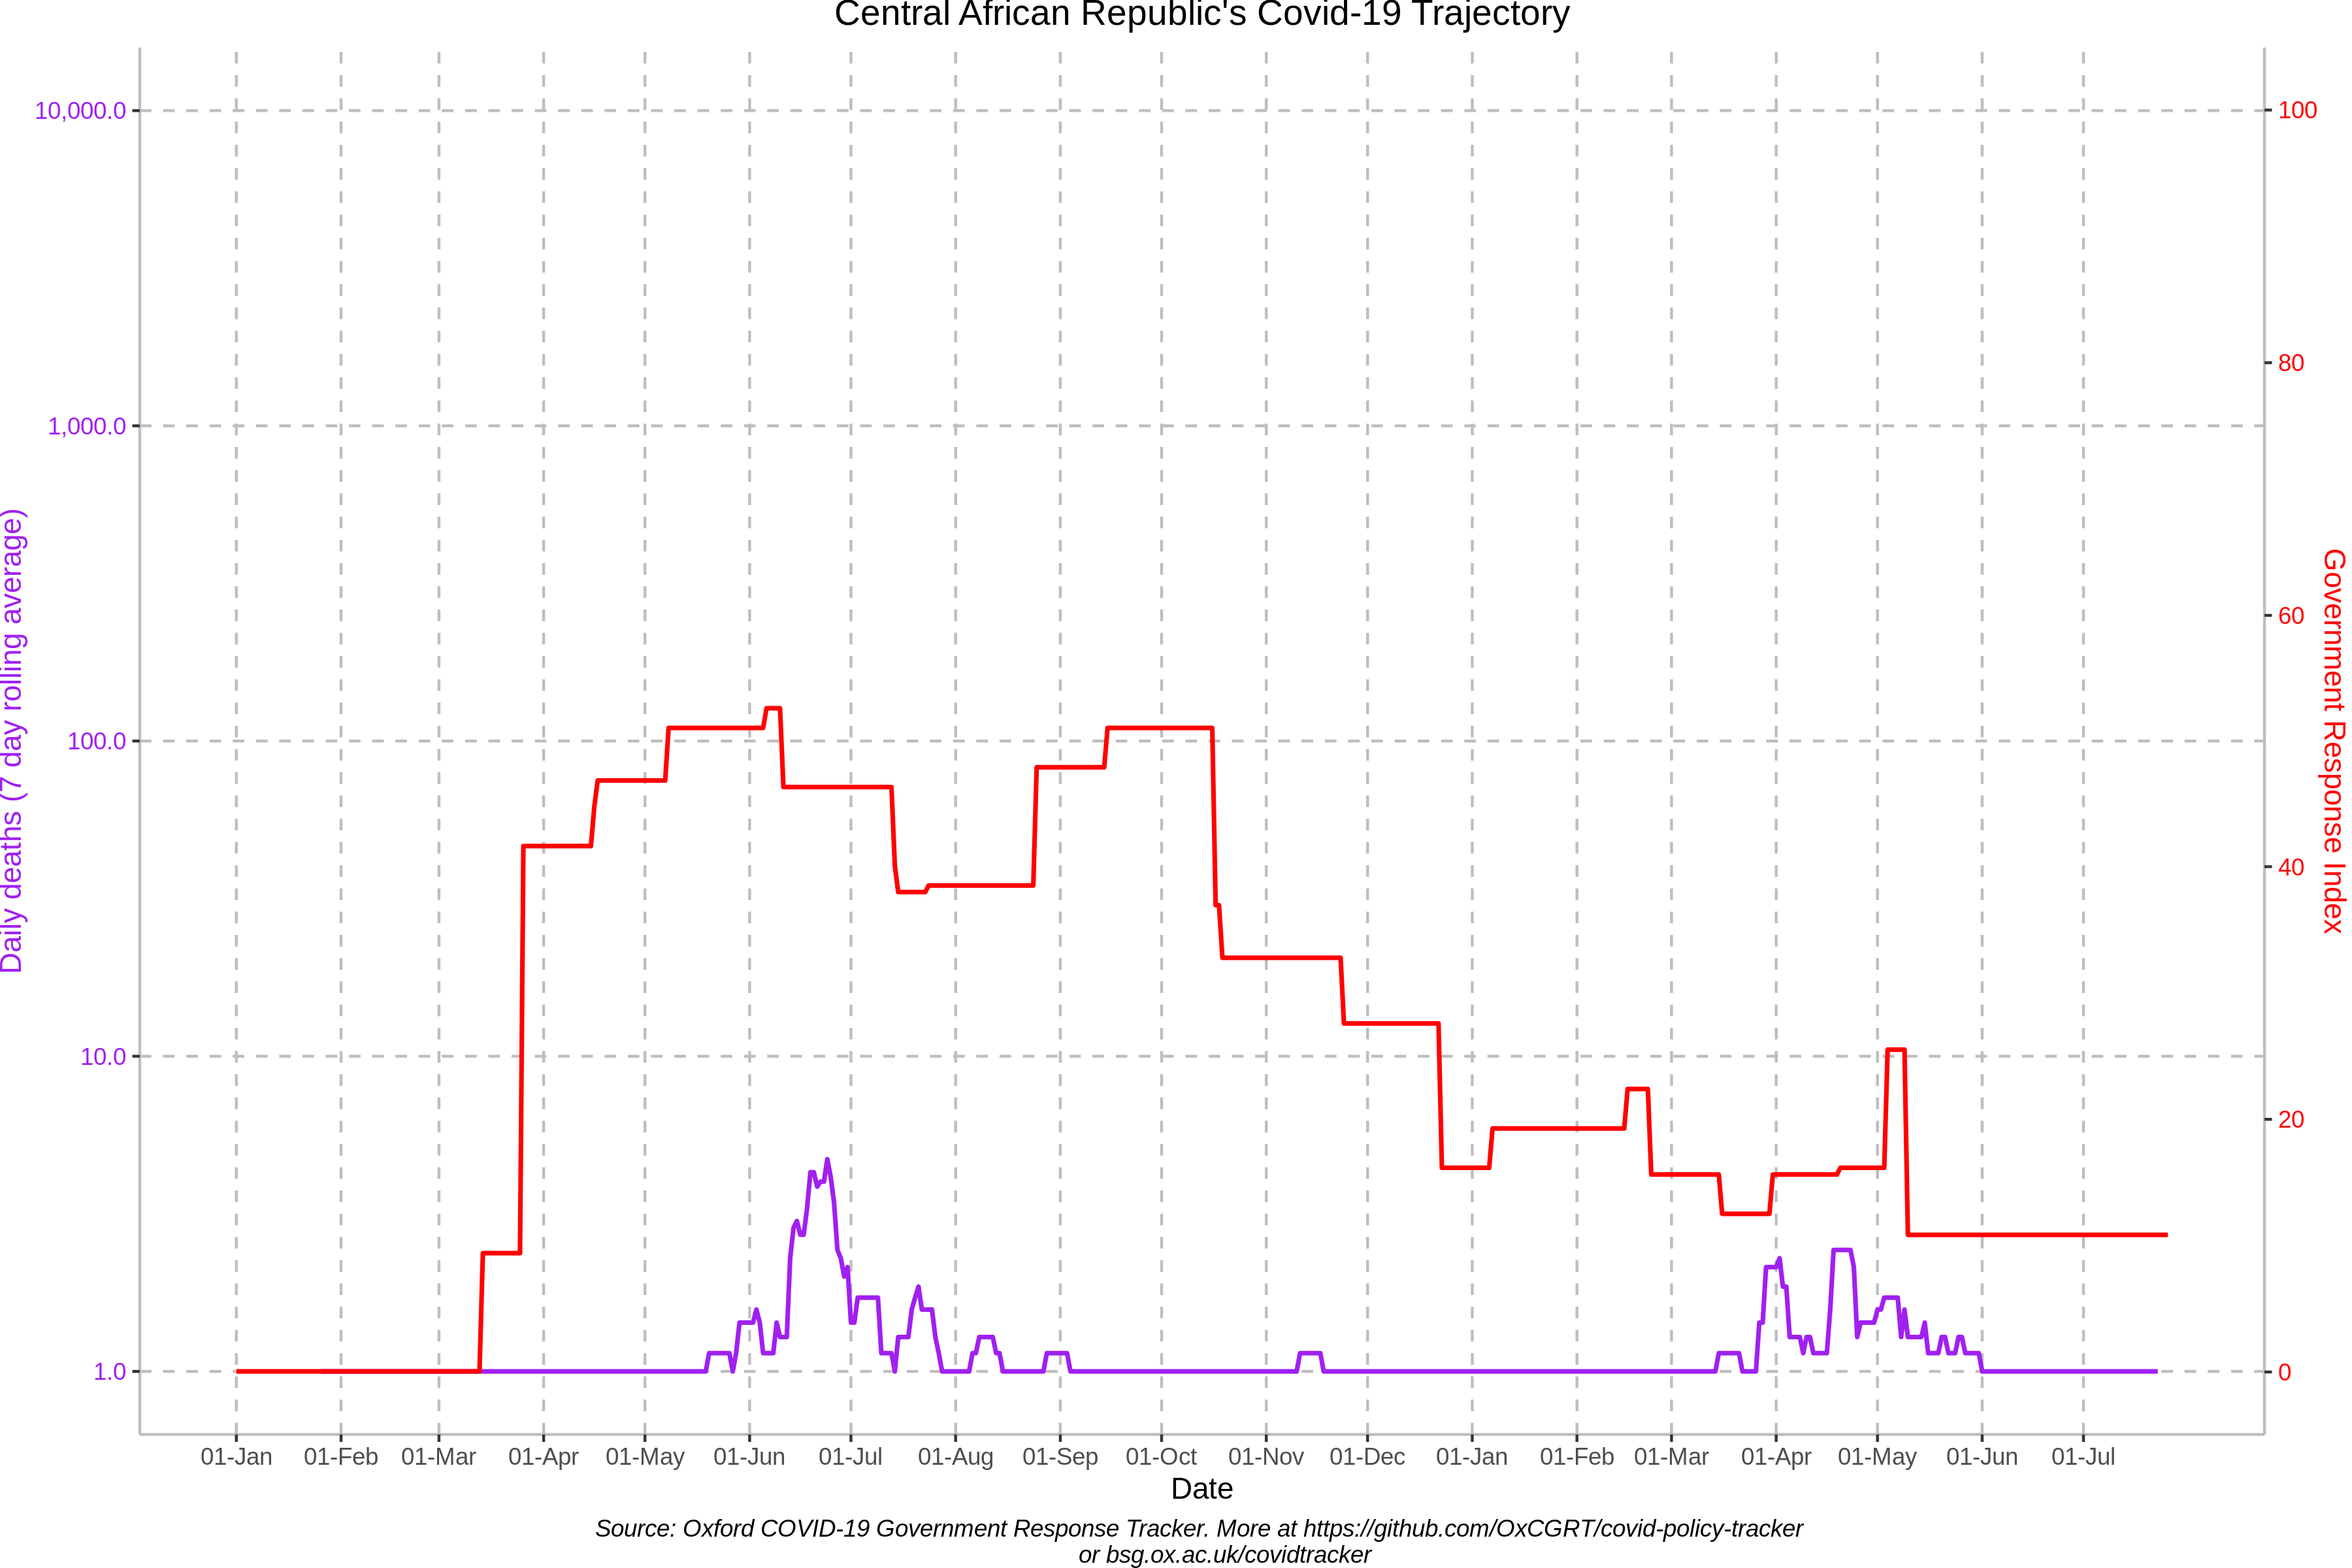 Central African Republic's Covid-19 Trajectory
10,000.0
1,000.0
100.0
10.0
1.0
Daily deaths (7 day rolling average)
100
80
60
40
20
0
Government Response Index
01-Jan 01-Feb 01-Mar 01-Apr 01-May 01-Jun 01-Jul 01-Aug 01-Sep 01-Oct 01-Nov 01-Dec 01-Jan 01-Feb 01-Mar 01-Apr 01-May 01-Jun 01-Jul
Date
Source: Oxford COVID-19 Government Response Tracker. More at https://github.com/OxCGRT/covid-policy-tracker
or bsg.ox.ac.uk/covidtracker